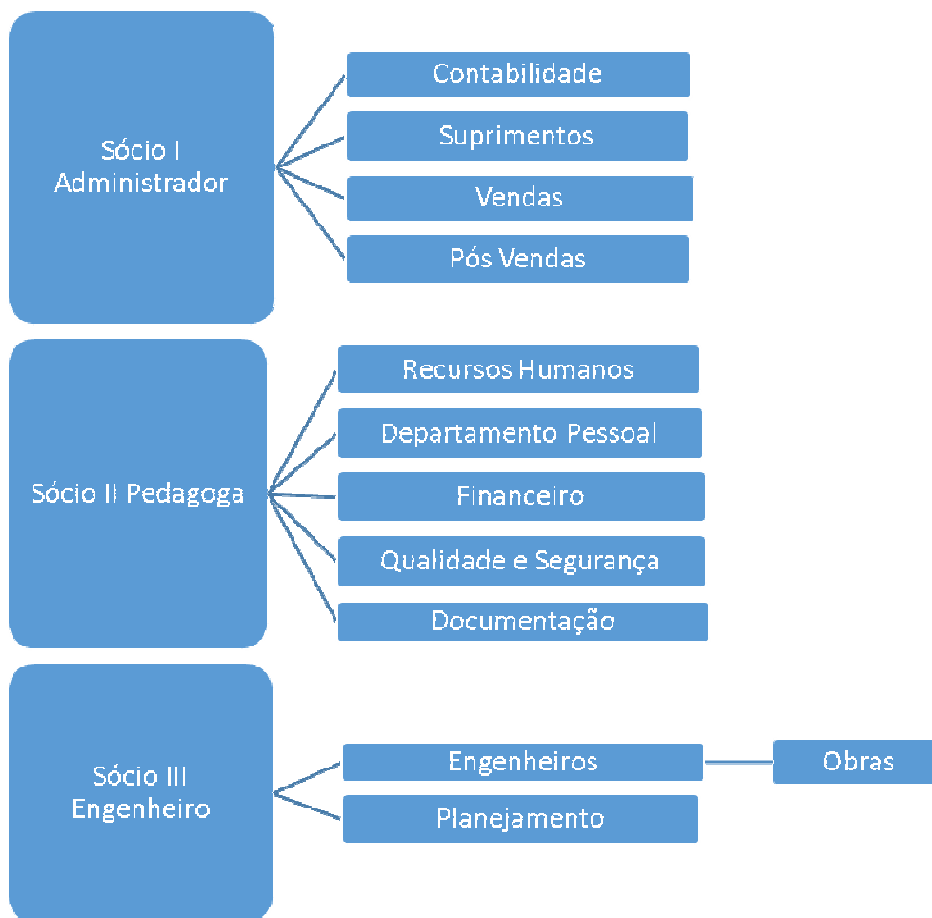 Sócio I
Administrador
Contabilidade
Suprimentos
Vendas
Pós Vendas
Sócio II Pedagoga
Recursos Humanos
Departamento Pessoal
Financeiro
Qualidade e Segurança
Documentação
Sócio III
Engenheiro
Engenheiros
Obras
Planejamento